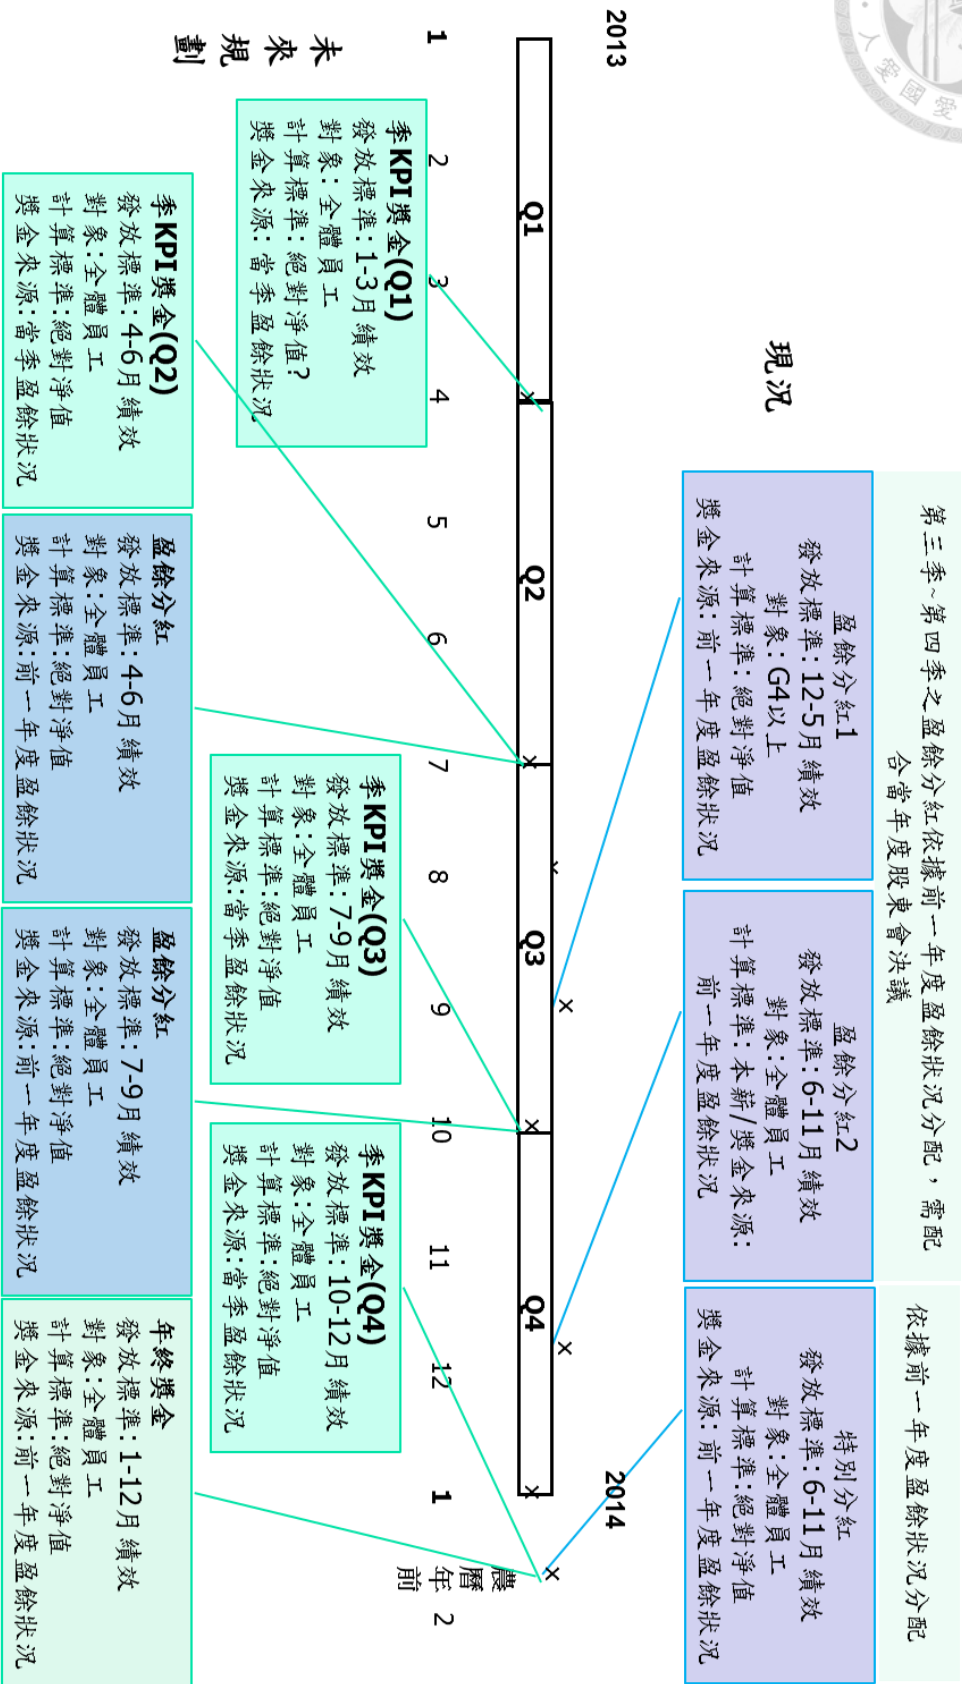 第三季~第四季之盈餘分紅依據前一年度盈餘狀況分配，需配
合當年度股東會決議
依據前一年度盈餘狀況分配
現況
盈餘分紅1
發放標準:12-5月績效
對象:G4以上
計算標準:絕對淨值
獎金來源:前一年度盈餘狀況
盈餘分紅2
發放標準:6-11月績效
對象:全體員工
計算標準:本薪/獎金來源:
前一年度盈餘狀況
特別分紅
發放標準:6-11月績效
對象:全體員工
計算標準:絕對淨值
獎金來源:前一年度盈餘狀況
2013
2014
Q1
Q2
Q3
Q4
x
x
x
x
x
x
x
x
1
2
3
4
5
6
7
8
9
10
11
12
1
2
農曆年前
未來規劃
季KPI獎金(Q1)
發放標準:1-3月績效
對象:全體員工
計算標準:絕對淨值?
獎金來源:當季盈餘狀況
季KPI獎金(Q3)
發放標準:7-9月績效
對象:全體員工
計算標準:絕對淨值
獎金來源:當季盈餘狀況
季KPI獎金(Q4)
發放標準:10-12月績效
對象:全體員工
計算標準:絕對淨值
獎金來源:當季盈餘狀況
季KPI獎金(Q2)
發放標準:4-6月績效
對象:全體員工
計算標準:絕對淨值
獎金來源:當季盈餘狀況
盈餘分紅
發放標準:4-6月績效
對象:全體員工
計算標準:絕對淨值
獎金來源:前一年度盈餘狀況
盈餘分紅
發放標準:7-9月績效
對象:全體員工
計算標準:絕對淨值
獎金來源:前一年度盈餘狀況
年終獎金
發放標準:1-12月績效
對象:全體員工
計算標準:絕對淨值
獎金來源:前一年度盈餘狀況
人愛國愛